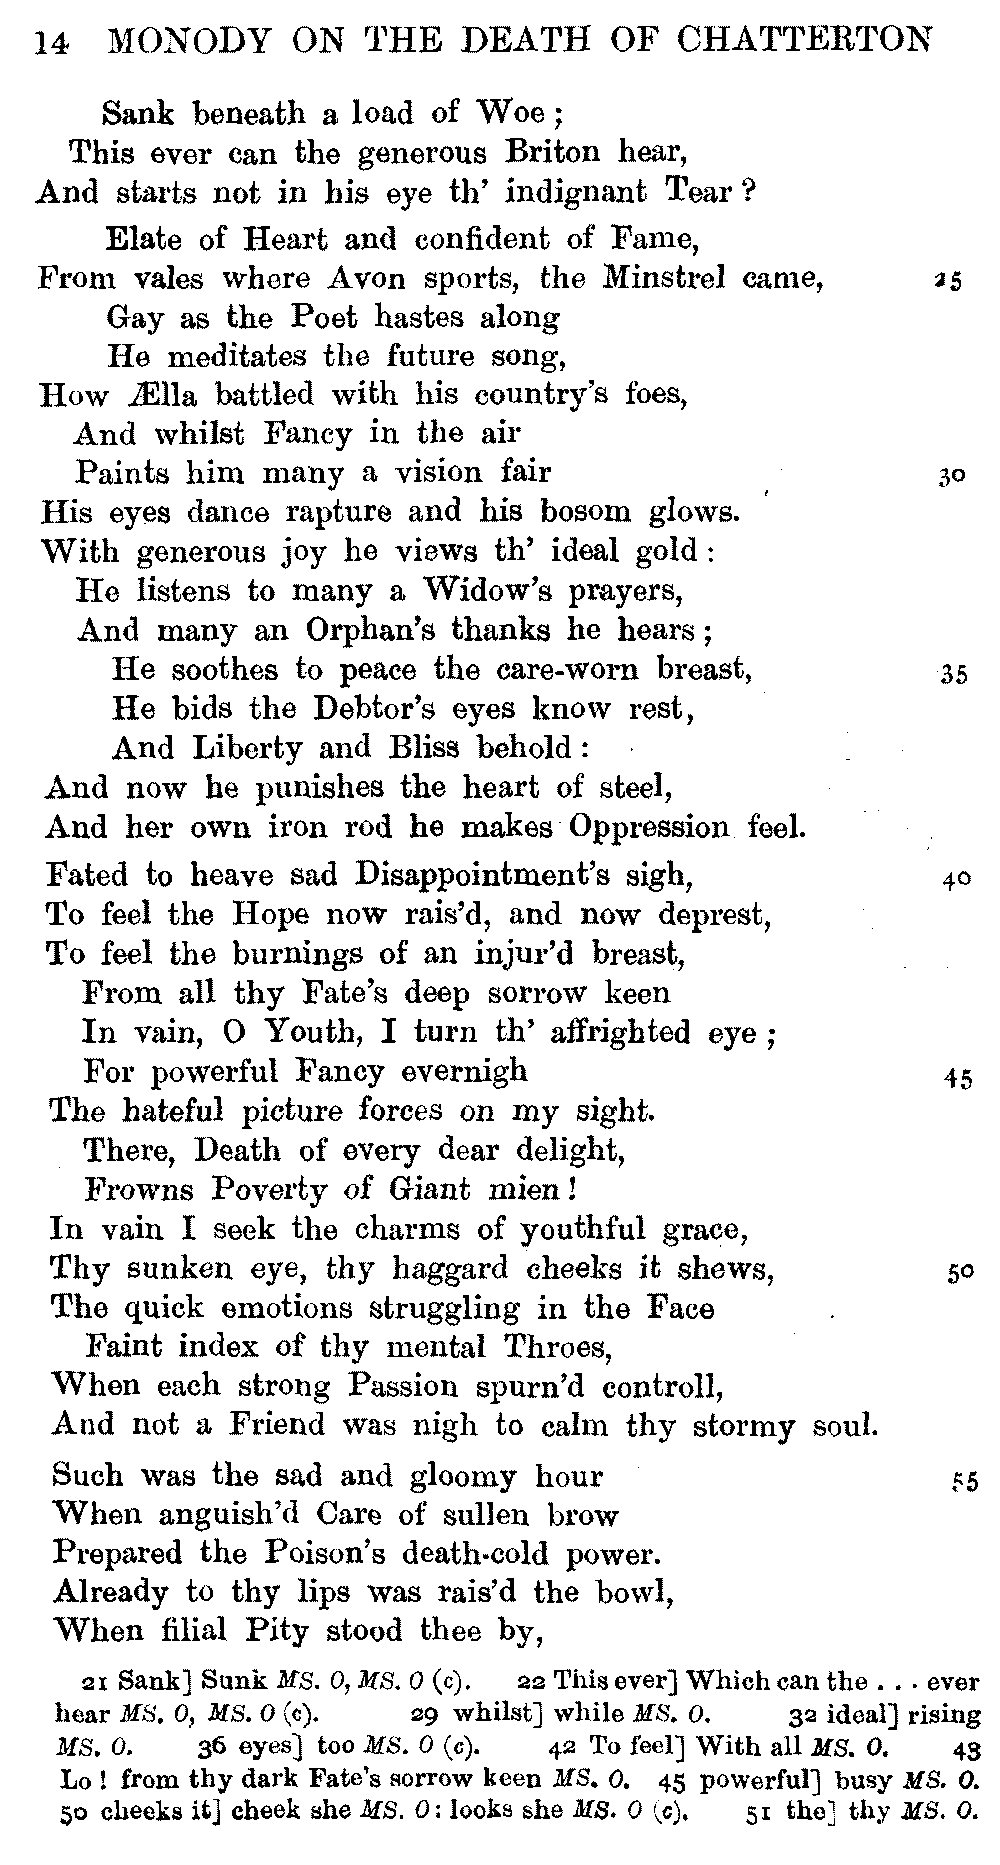 14 MONODY ON THE DEATH OF CHATTERTON
Sank beneath a load of Woe;
This ever can the generous Briton hear,
And starts not in his eye th' indignant Tear?
Elate of Heart and confident of Fame,
From vales where Avon sports, the Minstrel came, 25
Gay as the Poet hastes along
He meditates the future song,
How Ælla battled with his country's foes,
And whilst Fancy in the air
Paints him many a vision fair 30
His eyes dance rapture and his bosom glows.
With generous joy he views th' ideal gold:
He listens to many a Widow's prayers,
And many an Orphan's thanks he hears;
He soothes to peace the care-worn breast, 35
He bids the Debtor's eyes know rest,
And Liberty and Bliss behold:
And now he punishes the heart of steel,
And her own iron rod he makes Oppression feel.
Fated to heave sad Disappointment's sigh, 40
To feel the Hope now rais'd, and now deprest,
To feel the burnings of an injur'd breast,
From all thy Fate's deep sorrow keen
In vain, O Youth, I turn th' affrighted eye;
For powerful Fancy evernigh 45
The hateful picture forces on my sight.
There, Death of every dear delight,
Frowns Poverty of Giant mien!
In vain I seek the charms of youthful grace,
Thy sunken eye, thy haggard cheeks it shews, 50
The quick emotions struggling in the Face
Faint index of thy mental Throes,
When each strong Passion spurn'd controll,
And not a Friend was nigh to calm thy stormy soul.
Such was the sad and gloomy hour 55
When anguish'd Care of sullen brow
Prepared the Poison's death-cold power.
Already to thy lips was rais'd the bowl,
When filial Pity stood thee by,
21 Sank] Sunk MS. O, MS. O (c). 22 This ever] Which can the . . . ever
hear MS. O, MS. O (c). 29 whilst] while MS. O. 32 ideal] rising
MS. O. 36 eyes] too MS. O (c). 42 To feel] With all MS. O. 43
Lo! from thy dark Fate's sorrow keen MS. O. 45 powerful] busy MS. O.
50 cheeks it] cheek she MS. O: looks she MS. O (c). 51 the] thy MS. O.